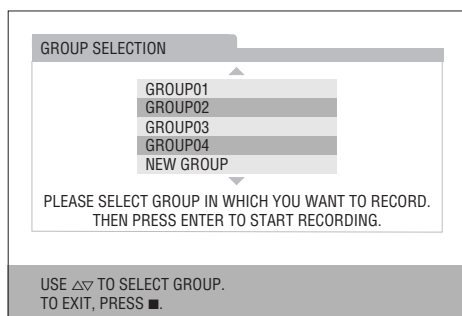 GROUP SELECTION
GROUP01
GROUP02
GROUP03
GROUP04
NEW GROUP
PLEASE SELECT GROUP IN WHICH YOU WANT TO RECORD.
THEN PRESS ENTER TO START RECORDING.
USE △▽ TO SELECT GROUP.
TO EXIT, PRESS ■.